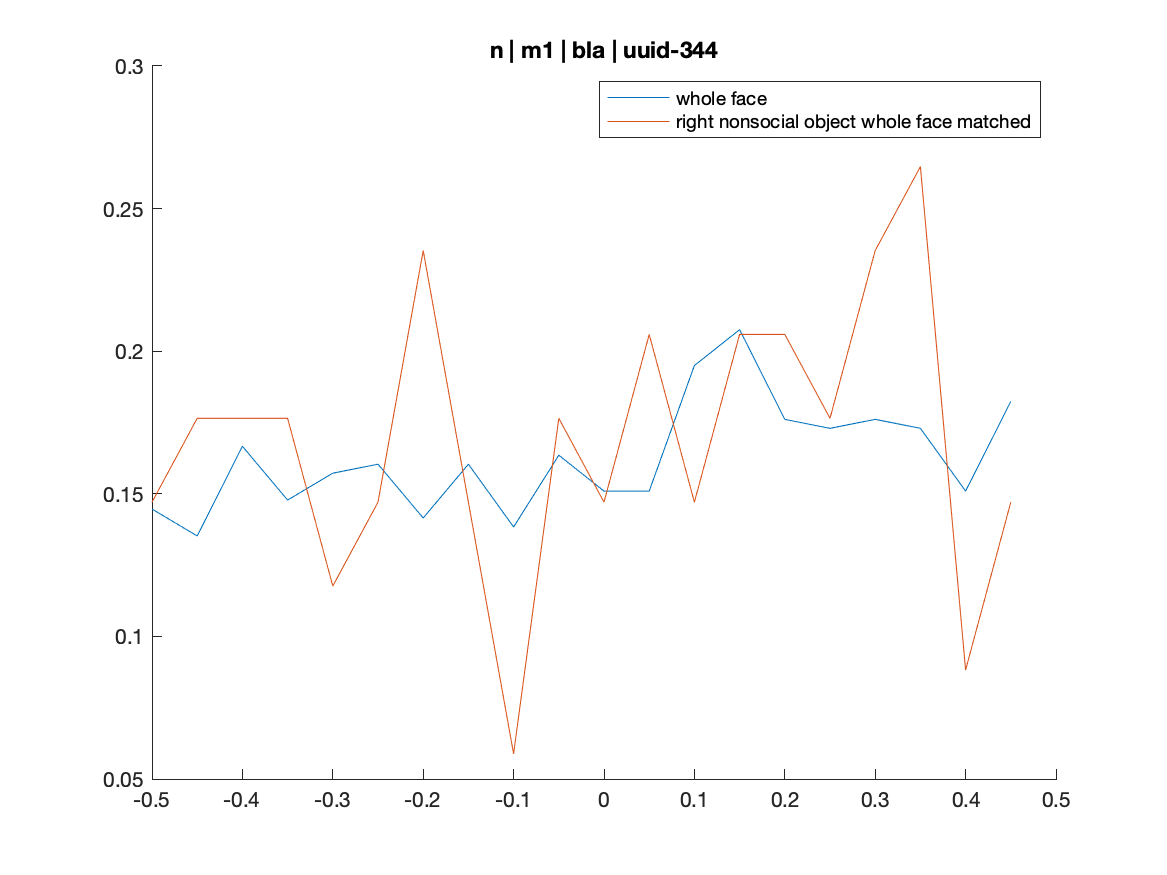 n | m1 | bla | uuid-344
0.3
whole face
right nonsocial object whole face matched
0.25
0.2
0.15
0.1
0.05
-0.5 -0.4 -0.3 -0.2 -0.1 0 0.1 0.2 0.3 0.4 0.5